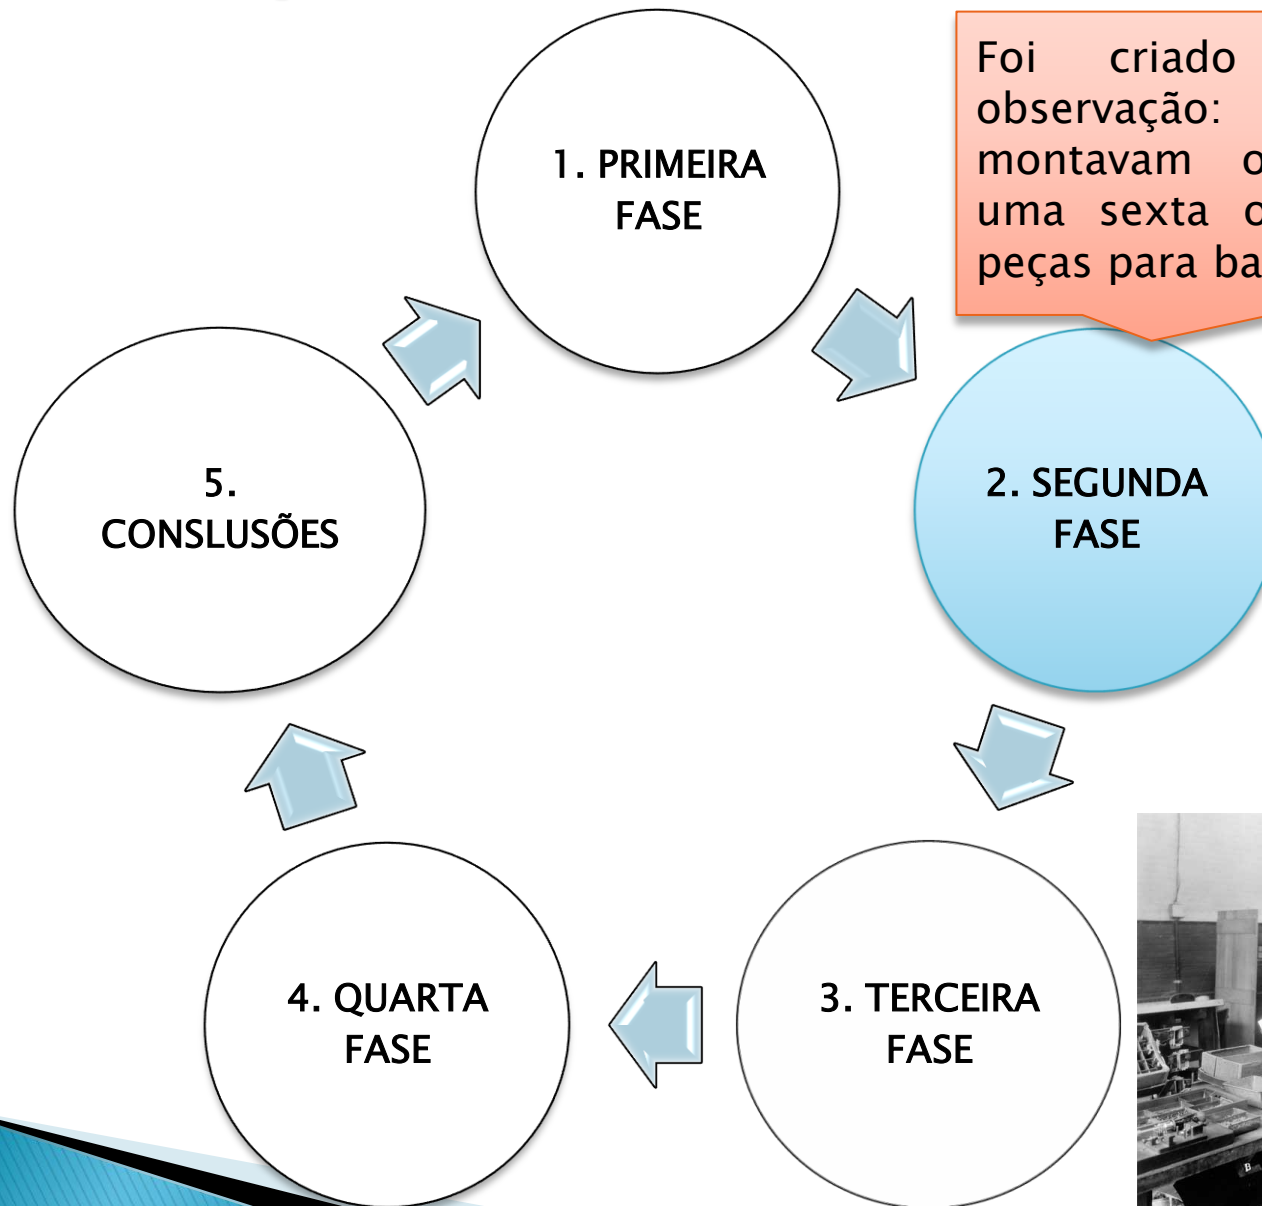 1. PRIMEIRA
FASE
Foi criado
observação:
montavam
uma sexta
peças para
2. SEGUNDA
FASE
3. TERCEIRA
FASE
4. QUARTA
FASE
5.
CONSLUSÕES
B